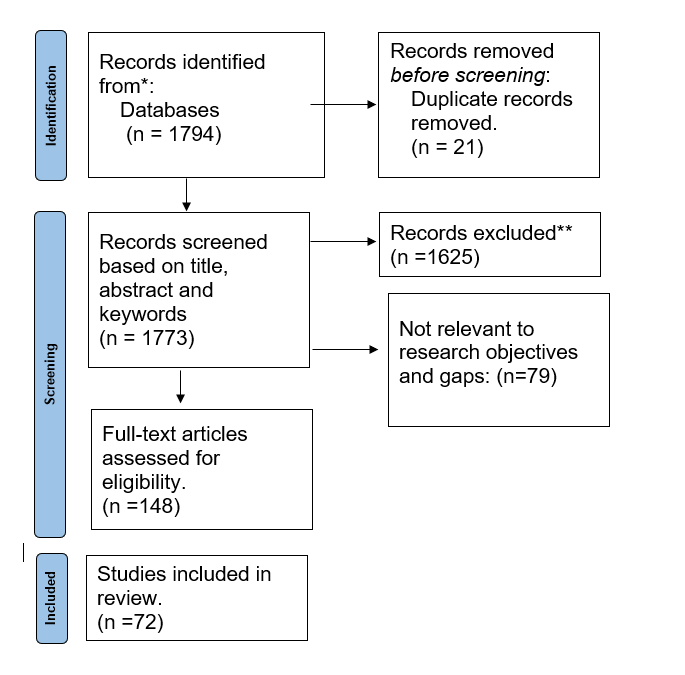 Identification
Records identified
from*:
Databases
(n = 1794)
Records removed
before screening:
Duplicate records
removed.
(n = 21)
Screening
Records screened
based on title,
abstract and
keywords
(n = 1773)
Records excluded**
(n =1625)
Not relevant to
research objectives
and gaps: (n=79)
Full-text articles
assessed for
eligibility.
(n =148)
Included
Studies included in
review.
(n =72)